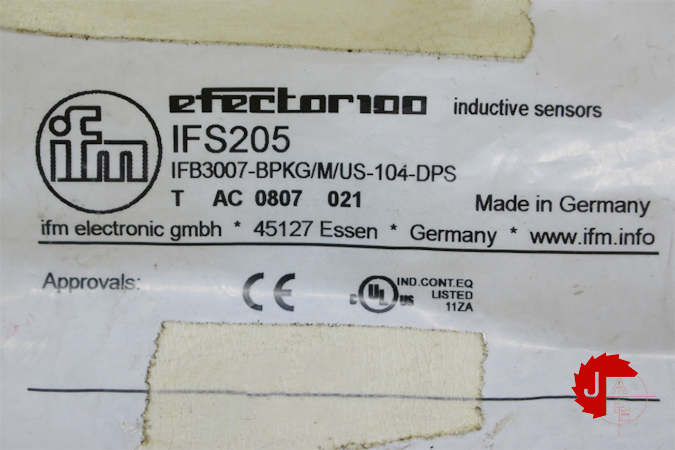 ifm efector100 inductive sensors
IFS205
IFB3007-BPKG/M/US-104-DPS
T AC 0807 021 Made in Germany
ifm electronic gmbh * 45127 Essen * Germany * www.ifm.info
Approvals: CE c UL us IND.CONT.EQ
LISTED
11ZA
J